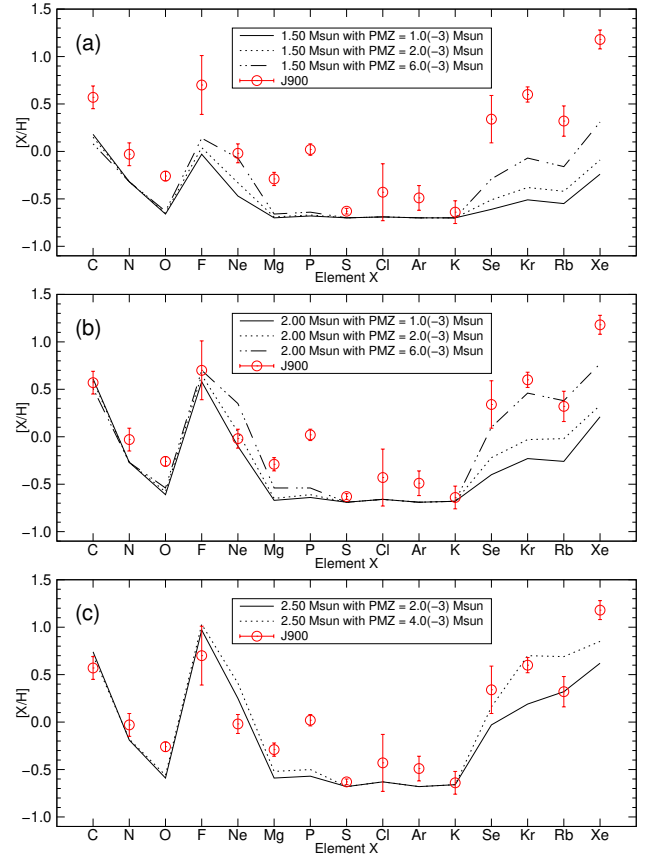 1.5
(a)
1.50 Msun with PMZ = 1.0(-3) Msun
1.50 Msun with PMZ = 2.0(-3) Msun
1.50 Msun with PMZ = 6.0(-3) Msun
J900
1.0
0.5
0.0
−0.5
−1.0
[X/H]
C N O F Ne Mg P S Cl Ar K Se Kr Rb Xe
Element X
1.5
(b)
2.00 Msun with PMZ = 1.0(-3) Msun
2.00 Msun with PMZ = 2.0(-3) Msun
2.00 Msun with PMZ = 6.0(-3) Msun
J900
1.0
0.5
0.0
−0.5
−1.0
[X/H]
C N O F Ne Mg P S Cl Ar K Se Kr Rb Xe
Element X
1.5
(c)
2.50 Msun with PMZ = 2.0(-3) Msun
2.50 Msun with PMZ = 4.0(-3) Msun
J900
1.0
0.5
0.0
−0.5
−1.0
[X/H]
C N O F Ne Mg P S Cl Ar K Se Kr Rb Xe
Element X